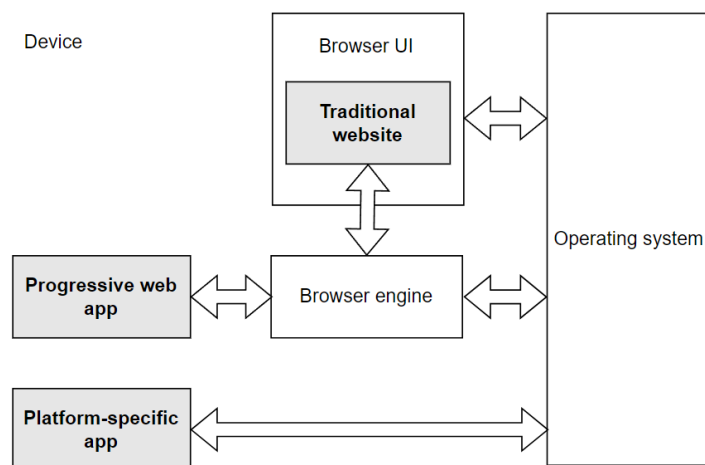 Device
Browser UI
Traditional
website
Operating system
Progressive web
app
Browser engine
Platform-specific
app